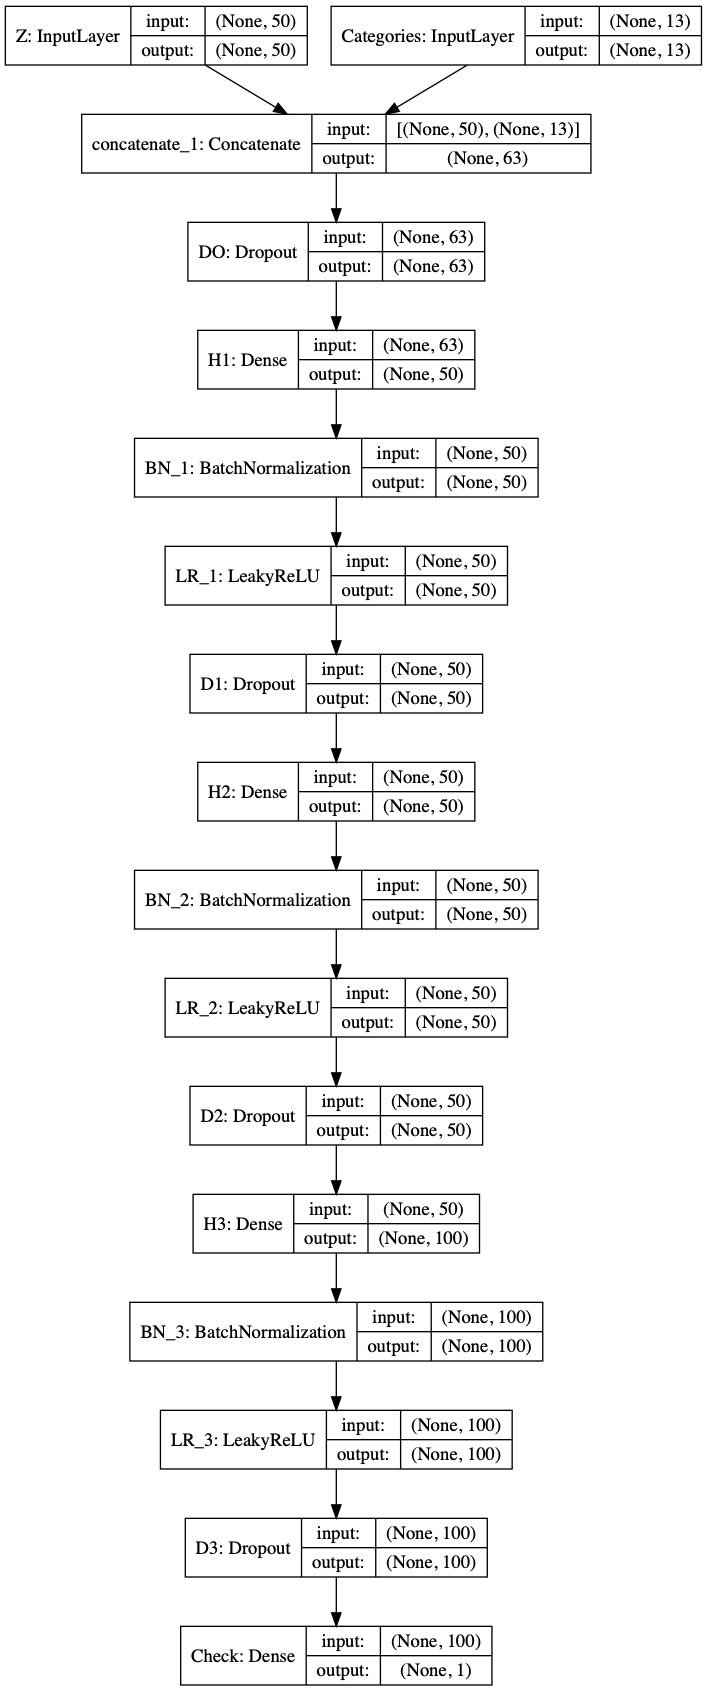 Z: InputLayer
input: (None, 50)
output: (None, 50)
Categories: InputLayer
input: (None, 13)
output: (None, 13)
concatenate_1: Concatenate
input: [(None, 50), (None, 13)]
output: (None, 63)
DO: Dropout
input: (None, 63)
output: (None, 63)
H1: Dense
input: (None, 63)
output: (None, 50)
BN_1: BatchNormalization
input: (None, 50)
output: (None, 50)
LR_1: LeakyReLU
input: (None, 50)
output: (None, 50)
D1: Dropout
input: (None, 50)
output: (None, 50)
H2: Dense
input: (None, 50)
output: (None, 50)
BN_2: BatchNormalization
input: (None, 50)
output: (None, 50)
LR_2: LeakyReLU
input: (None, 50)
output: (None, 50)
D2: Dropout
input: (None, 50)
output: (None, 50)
H3: Dense
input: (None, 50)
output: (None, 100)
BN_3: BatchNormalization
input: (None, 100)
output: (None, 100)
LR_3: LeakyReLU
input: (None, 100)
output: (None, 100)
D3: Dropout
input: (None, 100)
output: (None, 100)
Check: Dense
input: (None, 100)
output: (None, 1)